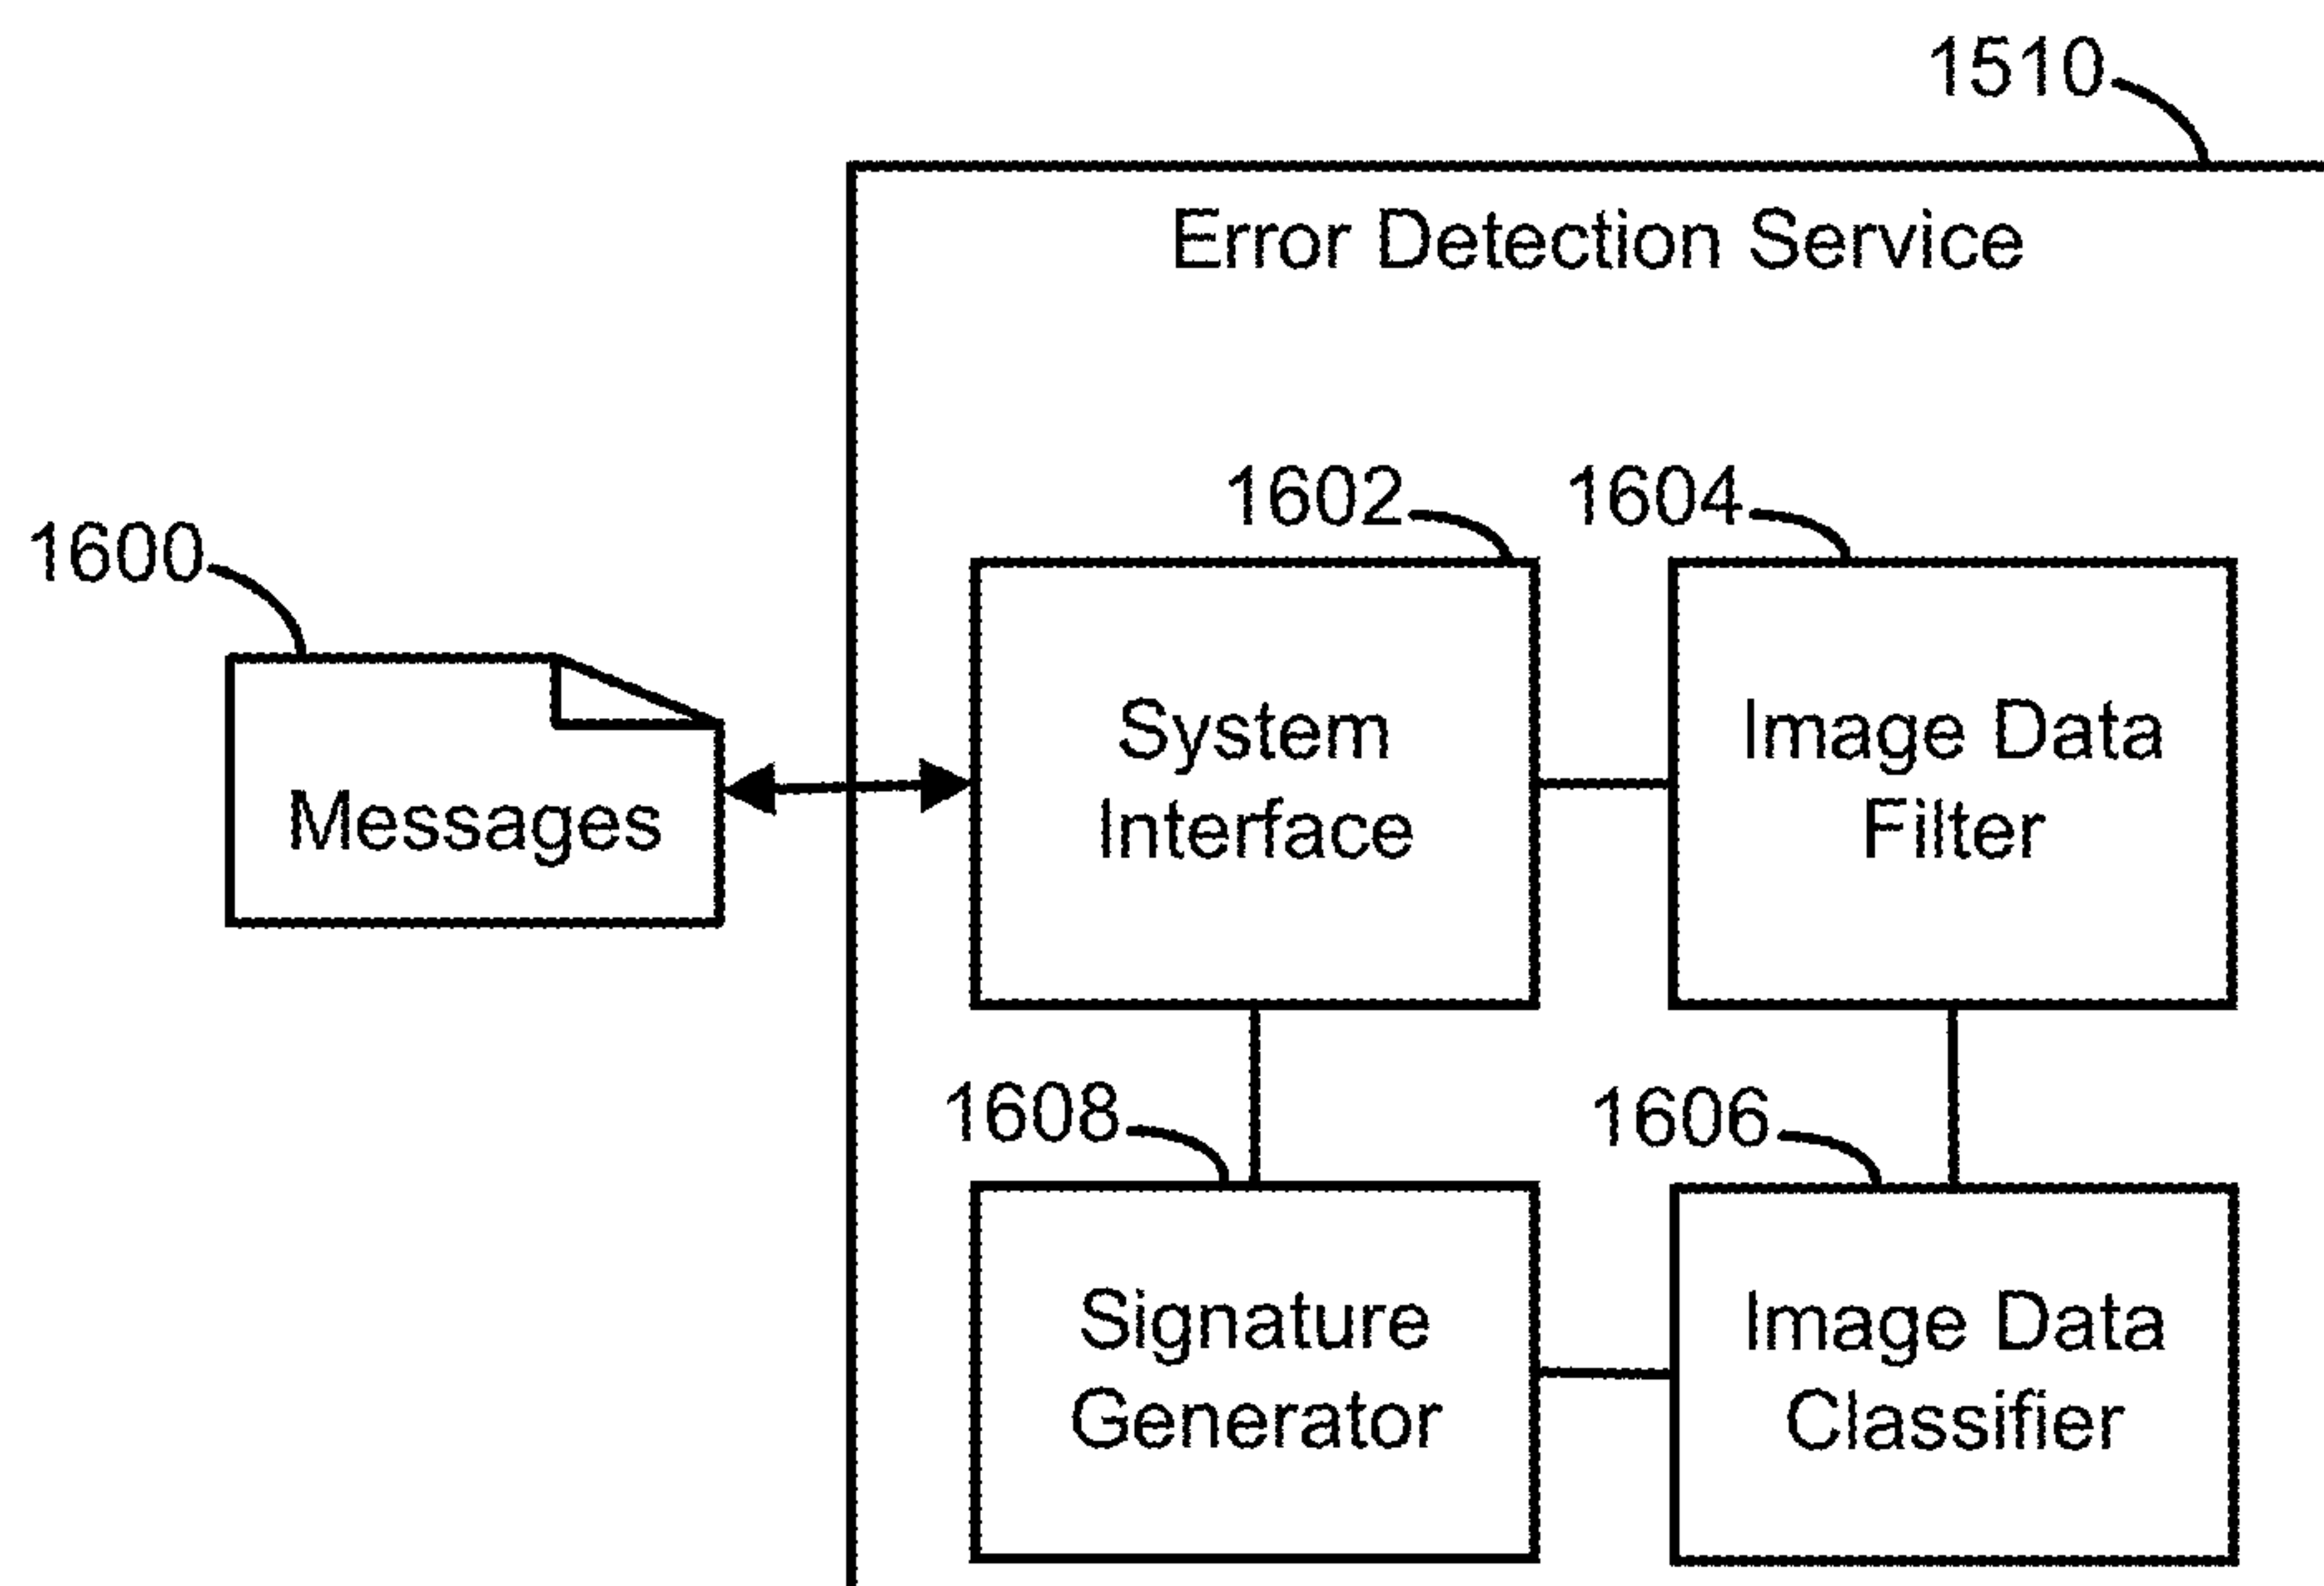 1510
Error Detection Service
1602
1604
1600
System
Interface
Image Data
Filter
Messages
1608
1606
Signature
Generator
Image Data
Classifier